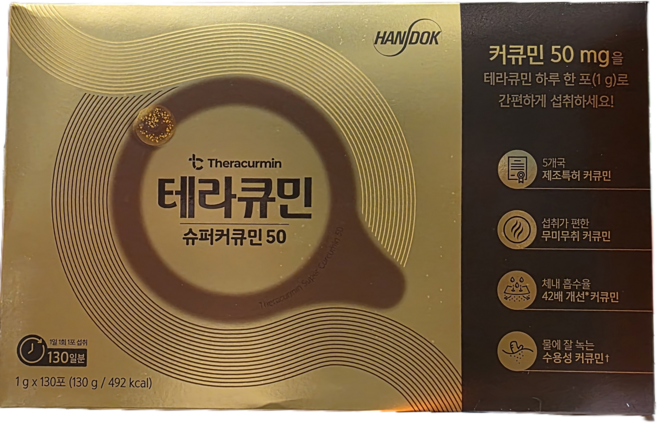 HANDOK
커큐민 50 mg을
테라큐민 하루 한 포(1 g)로
간편하게 섭취하세요!
Theracurmin
테라큐민
슈퍼커큐민 50
5개국
제조특허 커큐민
섭취가 편한
무미무취 커큐민
체내 흡수율
42배 개선*커큐민
물에 잘 녹는
수용성 커큐민†
1일 1회 1포 섭취
130일분
1 g x 130포 (130 g / 492 kcal)